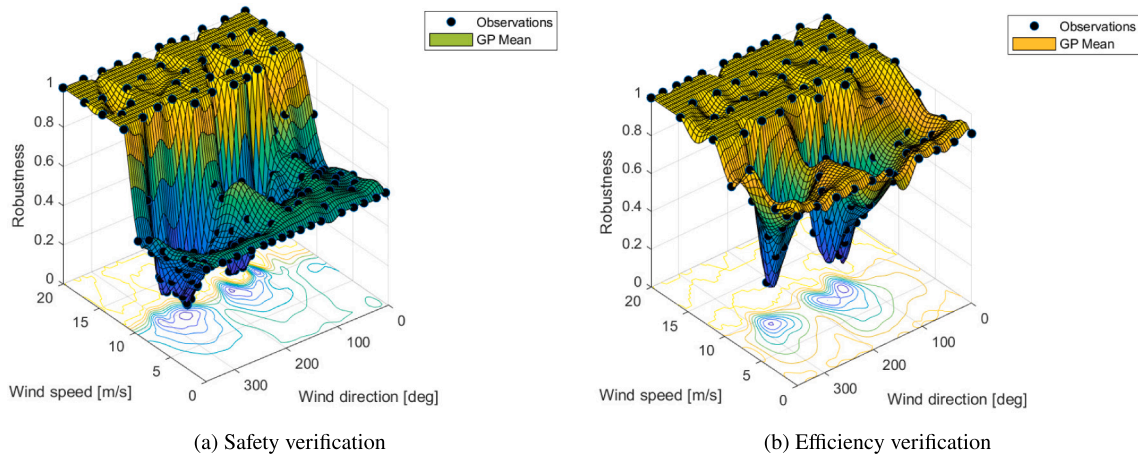 Observations
GP Mean
1
0.8
0.6
0.4
0.2
0
Robustness
20
15
10
5
0
Wind speed [m/s]
300
200
100
0
Wind direction [deg]
(a) Safety verification
Observations
GP Mean
1
0.8
0.6
0.4
0.2
0
Robustness
20
15
10
5
0
Wind speed [m/s]
300
200
100
0
Wind direction [deg]
(b) Efficiency verification